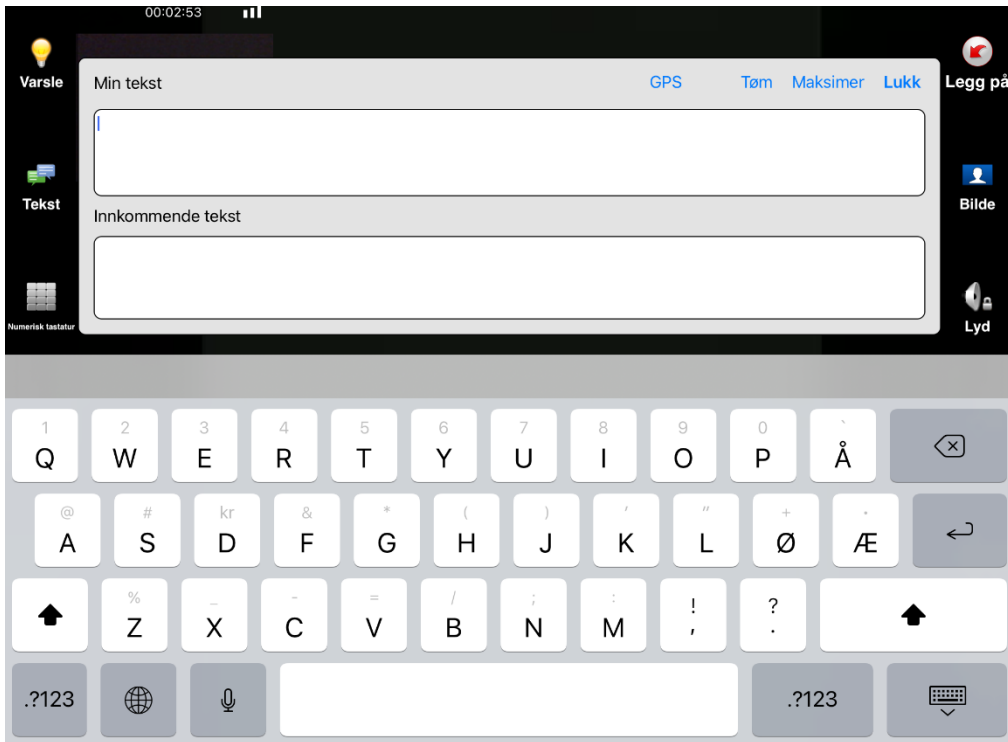 00:02:53
Varsle
Min tekst GPS Tøm Maksimer Lukk
Legg på
Tekst
Innkommende tekst
Bilde
Numerisk tastatur
Lyd
1 2 3 4 5 6 7 8 9 0 `
Q W E R T Y U I O P Å
@ # kr & * ( ) ' " + ·
A S D F G H J K L Ø Æ
% _ - = / ; : ! ?
Z X C V B N M , .
.?123 .?123